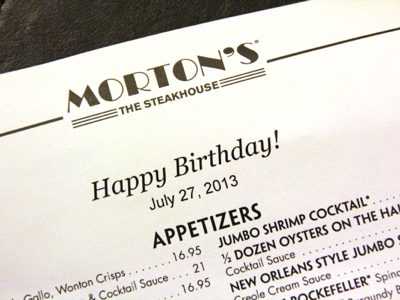 MORTON'S
THE STEAKHOUSE
Happy Birthday!
July 27, 2013
APPETIZERS
Gallo, Wonton Crisps . . . . . . 16.95
& Cocktail Sauce . . . 21
16.95
JUMBO SHRIMP COCKTAIL*
½ DOZEN OYSTERS ON THE
Cocktail Sauce
NEW ORLEANS STYLE JUMBO
Creole Cream Sauce
ROCKEFELLER*